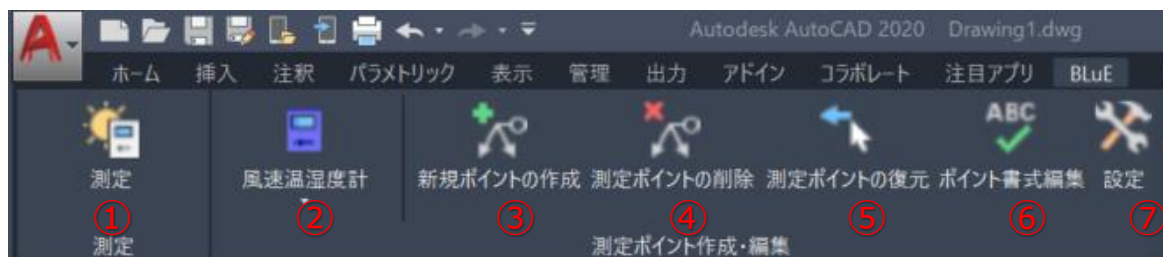 Autodesk AutoCAD 2020 Drawing1.dwg
ホーム 挿入 注釈 パラメトリック 表示 管理 出力 アドイン コラボレート 注目アプリ BLuE
ABC
測定 風速温湿度計 新規ポイントの作成 測定ポイントの削除 測定ポイントの復元 ポイント書式編集 設定
① ② ③ ④ ⑤ ⑥ ⑦
測定 測定ポイント作成・編集